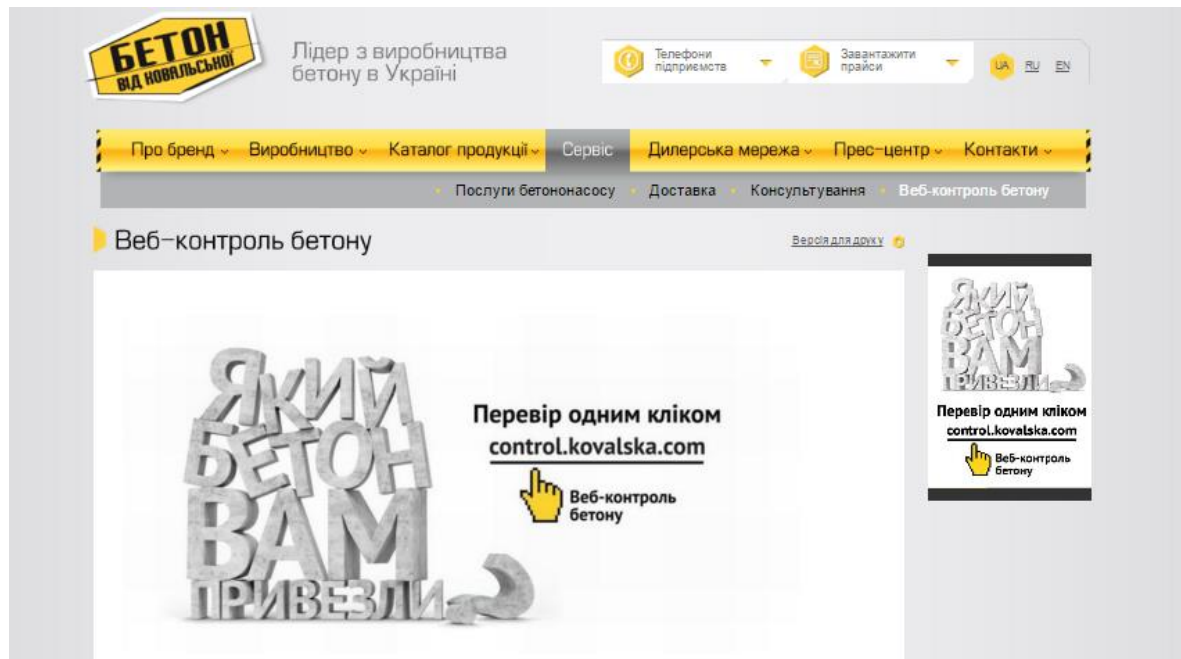 БЕТОН
ВІД КОВАЛЬСЬКОЇ
Лідер з виробництва
бетону в Україні
Телефони
підприємств
Завантажити
прайси
UA RU EN
Про бренд Виробництво Каталог продукції Сервіс Дилерська мережа Прес-центр Контакти
Послуги бетононасосу Доставка Консультування Веб-контроль бетону
Веб-контроль бетону
Версія для друку
ЯКИЙ
БЕТОН
ВАМ
ПРИВЕЗЛИ?
Перевір одним кліком
control.kovalska.com
Веб-контроль
бетону
ЯКИЙ
БЕТОН
ВАМ
ПРИВЕЗЛИ?
Перевір одним кліком
control.kovalska.com
Веб-контроль
бетону